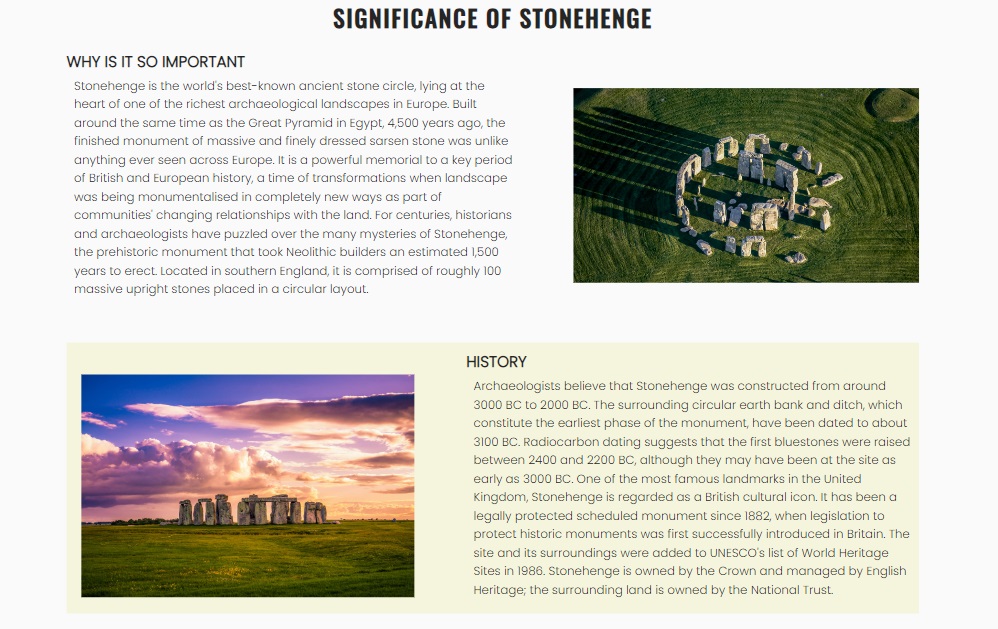 SIGNIFICANCE OF STONEHENGE
WHY IS IT SO IMPORTANT
Stonehenge is the world's best-known ancient stone circle, lying at the
heart of one of the richest archaeological landscapes in Europe. Built
around the same time as the Great Pyramid in Egypt, 4,500 years ago, the
finished monument of massive and finely dressed sarsen stone was unlike
anything ever seen across Europe. It is a powerful memorial to a key period
of British and European history, a time of transformations when landscape
was being monumentalised in completely new ways as part of
communities' changing relationships with the land. For centuries, historians
and archaeologists have puzzled over the many mysteries of Stonehenge,
the prehistoric monument that took Neolithic builders an estimated 1,500
years to erect. Located in southern England, it is comprised of roughly 100
massive upright stones placed in a circular layout.
HISTORY
Archaeologists believe that Stonehenge was constructed from around
3000 BC to 2000 BC. The surrounding circular earth bank and ditch, which
constitute the earliest phase of the monument, have been dated to about
3100 BC. Radiocarbon dating suggests that the first bluestones were raised
between 2400 and 2200 BC, although they may have been at the site as
early as 3000 BC. One of the most famous landmarks in the United
Kingdom, Stonehenge is regarded as a British cultural icon. It has been a
legally protected scheduled monument since 1882, when legislation to
protect historic monuments was first successfully introduced in Britain. The
site and its surroundings were added to UNESCO's list of World Heritage
Sites in 1986. Stonehenge is owned by the Crown and managed by English
Heritage; the surrounding land is owned by the National Trust.